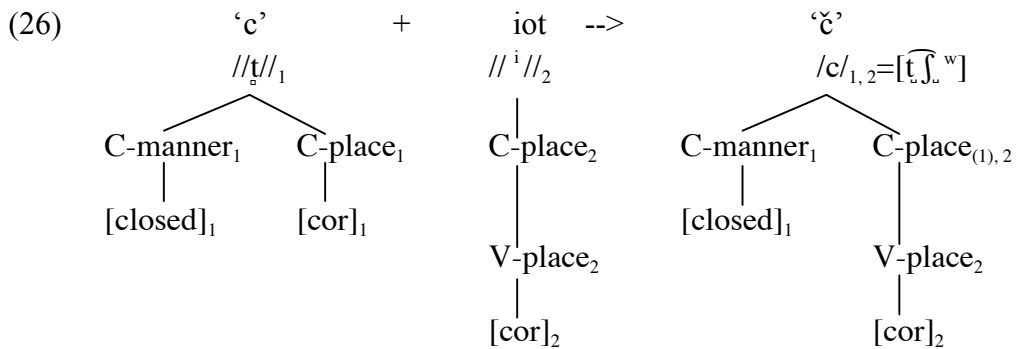 (26) ‘c’ + iot --> ‘č’
//t̻//₁ // ⁱ //₂ /c/₁, ₂=[t̻͡ʃ̻ ʷ]
C-manner₁ C-place₁ C-place₂ C-manner₁ C-place₍₁₎, ₂
[closed]₁ [cor]₁ [closed]₁
V-place₂ V-place₂
[cor]₂ [cor]₂